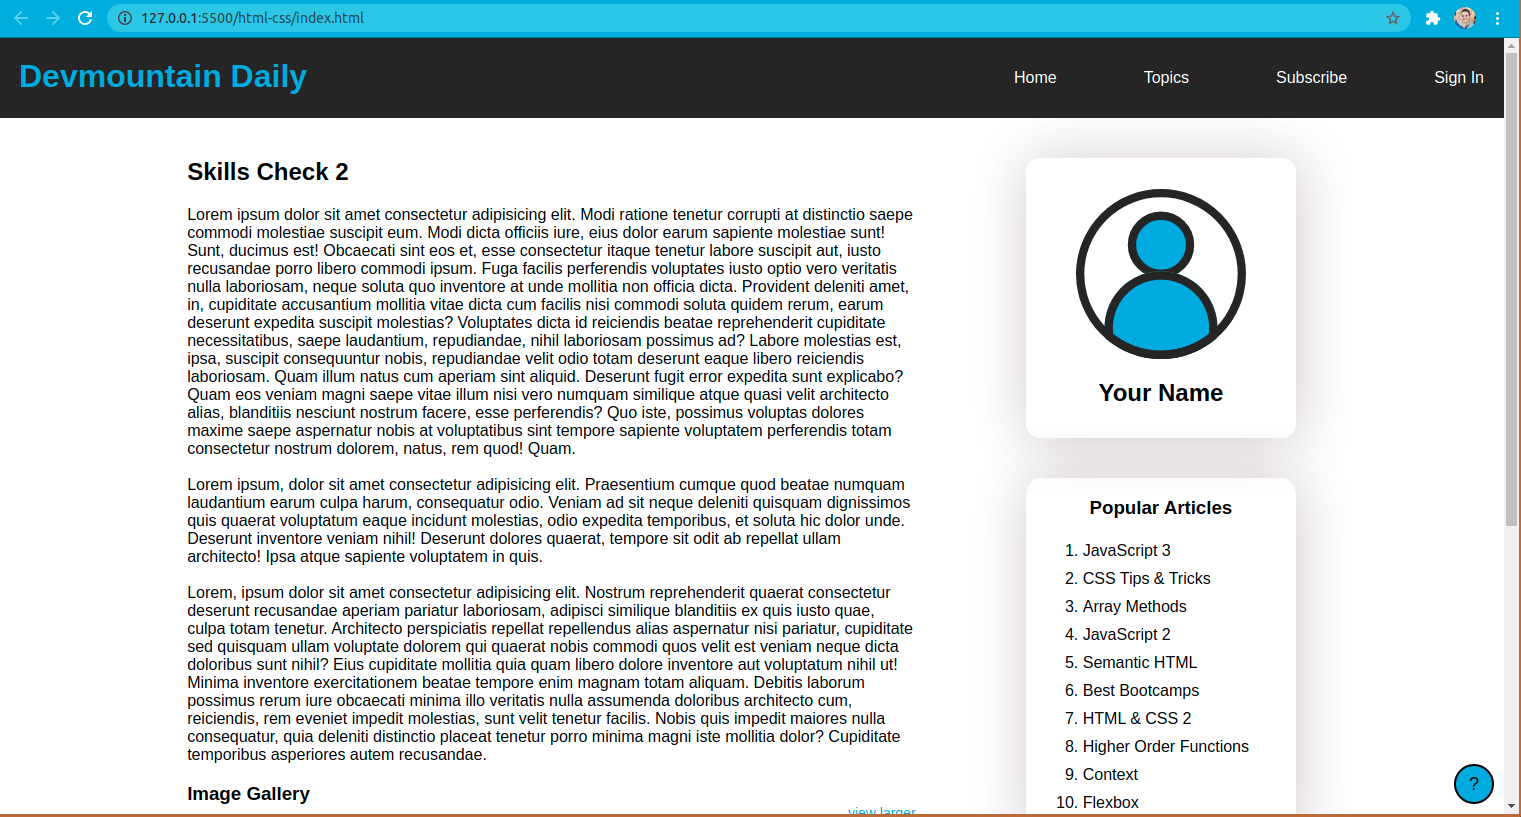 127.0.0.1:5500/html-css/index.html
Devmountain Daily
Home
Topics
Subscribe
Sign In
Skills Check 2
Lorem ipsum dolor sit amet consectetur adipisicing elit. Modi ratione tenetur corrupti at distinctio saepe
commodi molestiae suscipit eum. Modi dicta officiis iure, eius dolor earum sapiente molestiae sunt!
Sunt, ducimus est! Obcaecati sint eos et, esse consectetur itaque tenetur labore suscipit aut, iusto
recusandae porro libero commodi ipsum. Fuga facilis perferendis voluptates iusto optio vero veritatis
nulla laboriosam, neque soluta quo inventore at unde mollitia non officia dicta. Provident deleniti amet,
in, cupiditate accusantium mollitia vitae dicta cum facilis nisi commodi soluta quidem rerum, earum
deserunt expedita suscipit molestias? Voluptates dicta id reiciendis beatae reprehenderit cupiditate
necessitatibus, saepe laudantium, repudiandae, nihil laboriosam possimus ad? Labore molestias est,
ipsa, suscipit consequuntur nobis, repudiandae velit odio totam deserunt eaque libero reiciendis
laboriosam. Quam illum natus cum aperiam sint aliquid. Deserunt fugit error expedita sunt explicabo?
Quam eos veniam magni saepe vitae illum nisi vero numquam similique atque quasi velit architecto
alias, blanditiis nesciunt nostrum facere, esse perferendis? Quo iste, possimus voluptas dolores
maxime saepe aspernatur nobis at voluptatibus sint tempore sapiente voluptatem perferendis totam
consectetur nostrum dolorem, natus, rem quod! Quam.
Lorem ipsum, dolor sit amet consectetur adipisicing elit. Praesentium cumque quod beatae numquam
laudantium earum culpa harum, consequatur odio. Veniam ad sit neque deleniti quisquam dignissimos
quis quaerat voluptatum eaque incidunt molestias, odio expedita temporibus, et soluta hic dolor unde.
Deserunt inventore veniam nihil! Deserunt dolores quaerat, tempore sit odit ab repellat ullam
architecto! Ipsa atque sapiente voluptatem in quis.
Lorem, ipsum dolor sit amet consectetur adipisicing elit. Nostrum reprehenderit quaerat consectetur
deserunt recusandae aperiam pariatur laboriosam, adipisci similique blanditiis ex quis iusto quae,
culpa totam tenetur. Architecto perspiciatis repellat repellendus alias aspernatur nisi pariatur, cupiditate
sed quisquam ullam voluptate dolorem qui quaerat nobis commodi quos velit est veniam neque dicta
doloribus sunt nihil? Eius cupiditate mollitia quia quam libero dolore inventore aut voluptatum nihil ut!
Minima inventore exercitationem beatae tempore enim magnam totam aliquam. Debitis laborum
possimus rerum iure obcaecati minima illo veritatis nulla assumenda doloribus architecto cum,
reiciendis, rem eveniet impedit molestias, sunt velit tenetur facilis. Nobis quis impedit maiores nulla
consequatur, quia deleniti distinctio placeat tenetur porro minima magni iste mollitia dolor? Cupiditate
temporibus asperiores autem recusandae.
Image Gallery
view larger
Your Name
Popular Articles
1. JavaScript 3
2. CSS Tips & Tricks
3. Array Methods
4. JavaScript 2
5. Semantic HTML
6. Best Bootcamps
7. HTML & CSS 2
8. Higher Order Functions
9. Context
10. Flexbox
?